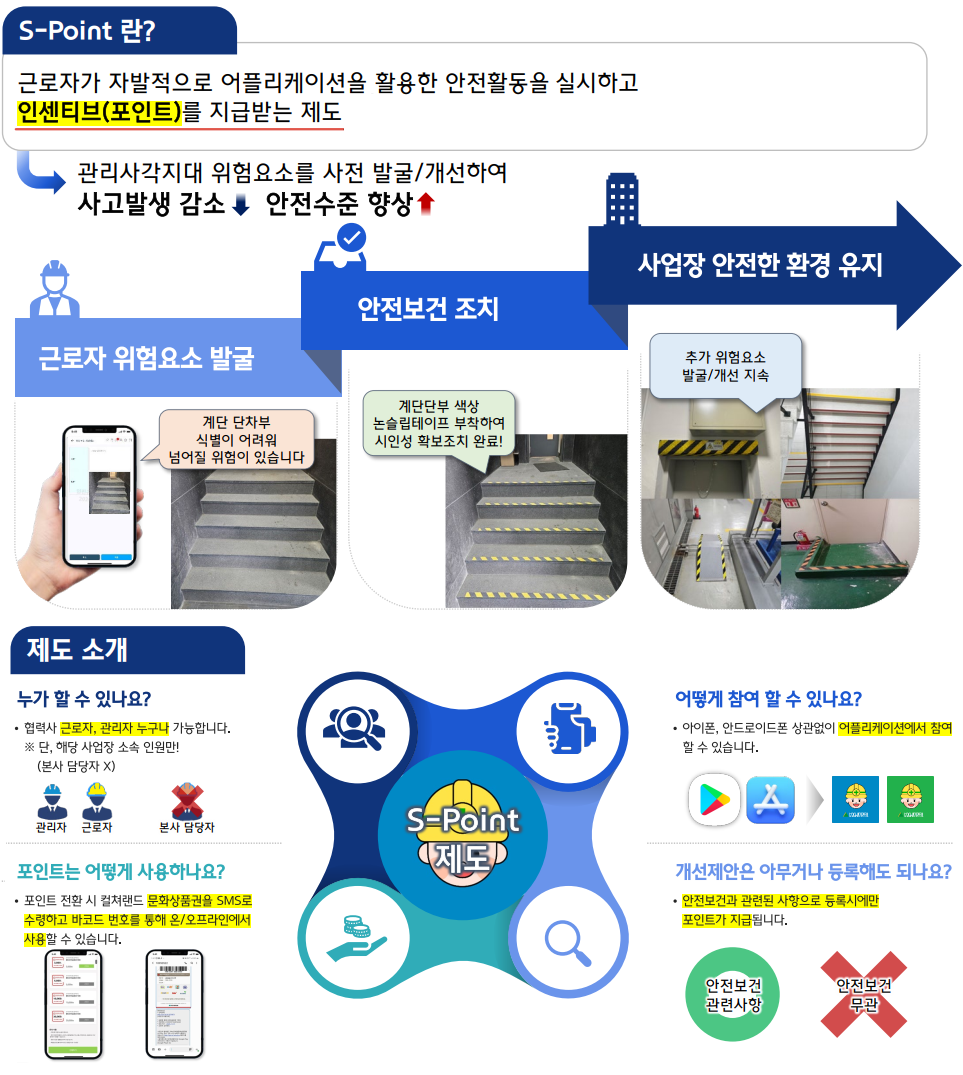 S-Point 란?
근로자가 자발적으로 어플리케이션을 활용한 안전활동을 실시하고
인센티브(포인트)를 지급받는 제도
관리사각지대 위험요소를 사전 발굴/개선하여
사고발생 감소 안전수준 향상
사업장 안전한 환경 유지
안전보건 조치
근로자 위험요소 발굴
추가 위험요소
발굴/개선 지속
계단 단차부
식별이 어려워
넘어질 위험이 있습니다
계단단부 색상
논슬립테이프 부착하여
시인성 확보조치 완료!
제도 소개
누가 할 수 있나요?
• 협력사 근로자, 관리자 누구나 가능합니다.
※ 단, 해당 사업장 소속 인원만!
(본사 담당자 X)
관리자 근로자 본사 담당자
어떻게 참여 할 수 있나요?
• 아이폰, 안드로이드폰 상관없이 어플리케이션에서 참여
할 수 있습니다.
S-Point
제도
포인트는 어떻게 사용하나요?
• 포인트 전환 시 컬쳐랜드 문화상품권을 SMS로
수령하고 바코드 번호를 통해 온/오프라인에서
사용할 수 있습니다.
개선제안은 아무거나 등록해도 되나요?
• 안전보건과 관련된 사항으로 등록시에만
포인트가 지급됩니다.
안전보건
관련사항
안전보건
무관